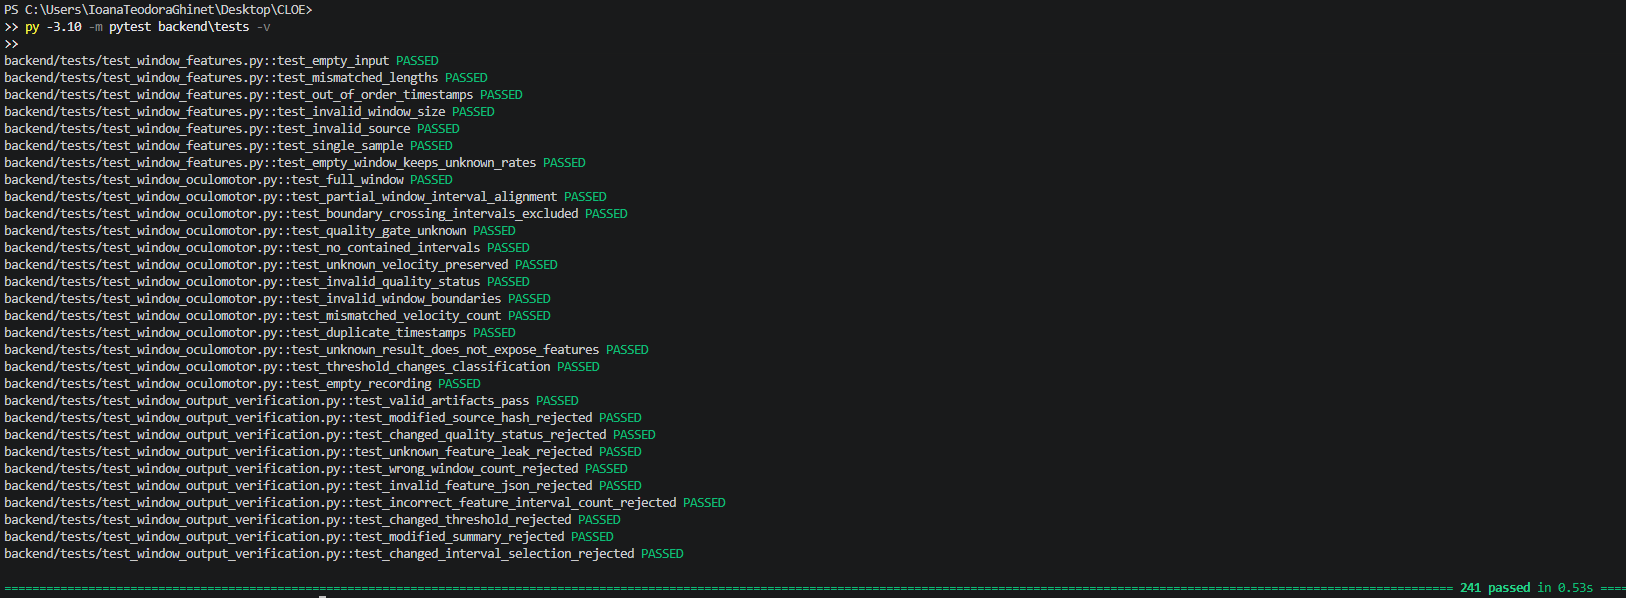 PS C:\Users\IoanaTeodoraGhinet\Desktop\CLOE>
>> py -3.10 -m pytest backend\tests -v
>>
backend/tests/test_window_features.py::test_empty_input PASSED
backend/tests/test_window_features.py::test_mismatched_lengths PASSED
backend/tests/test_window_features.py::test_out_of_order_timestamps PASSED
backend/tests/test_window_features.py::test_invalid_window_size PASSED
backend/tests/test_window_features.py::test_invalid_source PASSED
backend/tests/test_window_features.py::test_single_sample PASSED
backend/tests/test_window_features.py::test_empty_window_keeps_unknown_rates PASSED
backend/tests/test_window_oculomotor.py::test_full_window PASSED
backend/tests/test_window_oculomotor.py::test_partial_window_interval_alignment PASSED
backend/tests/test_window_oculomotor.py::test_boundary_crossing_intervals_excluded PASSED
backend/tests/test_window_oculomotor.py::test_quality_gate_unknown PASSED
backend/tests/test_window_oculomotor.py::test_no_contained_intervals PASSED
backend/tests/test_window_oculomotor.py::test_unknown_velocity_preserved PASSED
backend/tests/test_window_oculomotor.py::test_invalid_quality_status PASSED
backend/tests/test_window_oculomotor.py::test_invalid_window_boundaries PASSED
backend/tests/test_window_oculomotor.py::test_mismatched_velocity_count PASSED
backend/tests/test_window_oculomotor.py::test_duplicate_timestamps PASSED
backend/tests/test_window_oculomotor.py::test_unknown_result_does_not_expose_features PASSED
backend/tests/test_window_oculomotor.py::test_threshold_changes_classification PASSED
backend/tests/test_window_oculomotor.py::test_empty_recording PASSED
backend/tests/test_window_output_verification.py::test_valid_artifacts_pass PASSED
backend/tests/test_window_output_verification.py::test_modified_source_hash_rejected PASSED
backend/tests/test_window_output_verification.py::test_changed_quality_status_rejected PASSED
backend/tests/test_window_output_verification.py::test_unknown_feature_leak_rejected PASSED
backend/tests/test_window_output_verification.py::test_wrong_window_count_rejected PASSED
backend/tests/test_window_output_verification.py::test_invalid_feature_json_rejected PASSED
backend/tests/test_window_output_verification.py::test_incorrect_feature_interval_count_rejected PASSED
backend/tests/test_window_output_verification.py::test_changed_threshold_rejected PASSED
backend/tests/test_window_output_verification.py::test_modified_summary_rejected PASSED
backend/tests/test_window_output_verification.py::test_changed_interval_selection_rejected PASSED
241 passed in 0.53s